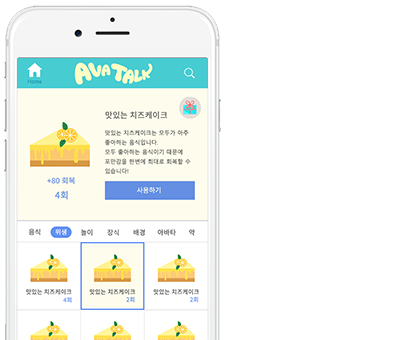 AVA TALK
Home
맛있는 치즈케이크
맛있는 치즈케이크는 모두가 아주
좋아하는 음식입니다.
모두 좋아하는 음식이기 때문에
포만감을 한번에 최대로 회복할 수
있습니다!
+80 회복
4회
사용하기
음식 위생 놀이 장식 배경 아바타 약
맛있는 치즈케이크 맛있는 치즈케이크 맛있는 치즈케이크
4회 2회 2회